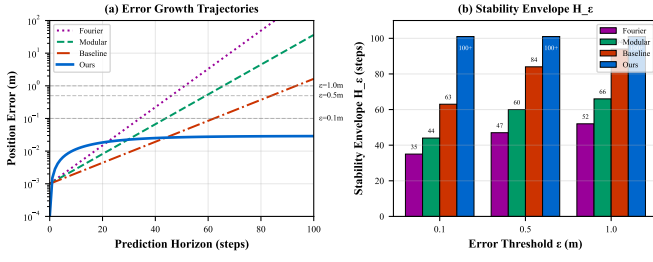 (a) Error Growth Trajectories
Position Error (m)
10²
10¹
10⁰
10⁻¹
10⁻²
10⁻³
10⁻⁴
Fourier
Modular
Baseline
Ours
ε=1.0m
ε=0.5m
ε=0.1m
0 20 40 60 80 100
Prediction Horizon (steps)
(b) Stability Envelope H_ε
Stability Envelope H_ε (steps)
100
80
60
40
20
0
Fourier
Modular
Baseline
Ours
35 44 63 100+
47 60 84 100+
52 66
0.1 0.5 1.0
Error Threshold ε (m)